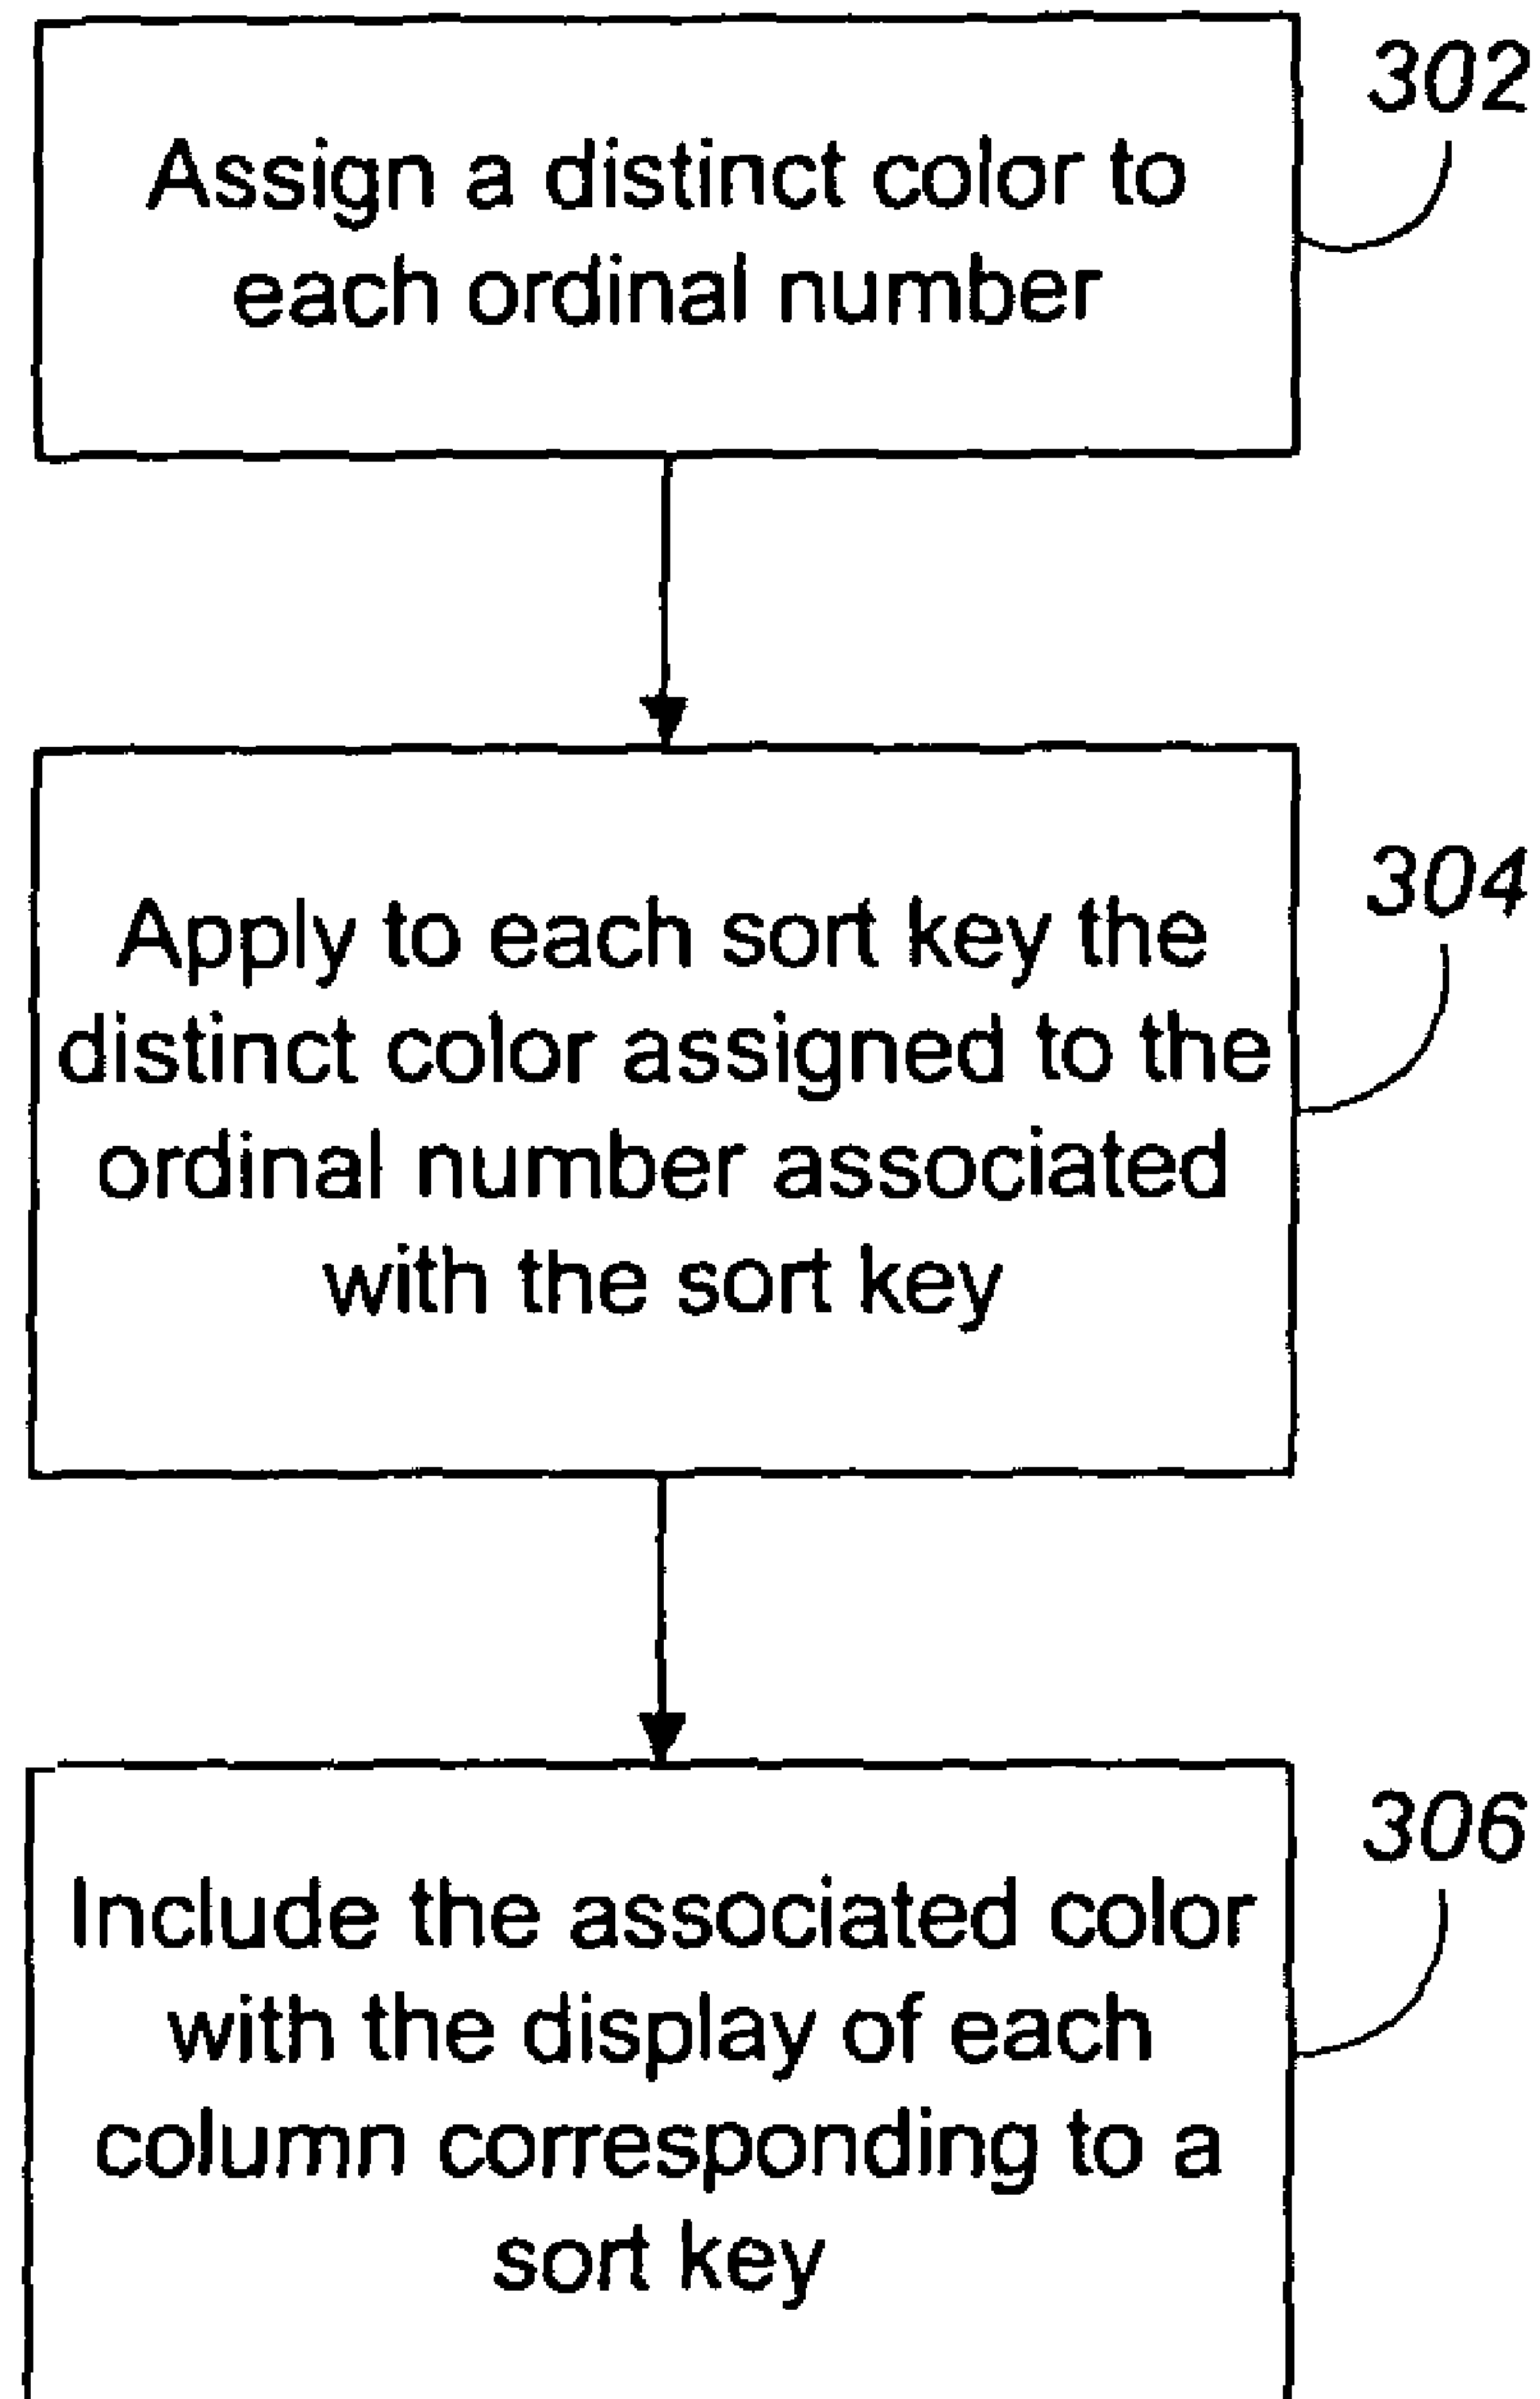 302
Assign a distinct color to
each ordinal number
304
Apply to each sort key the
distinct color assigned to the
ordinal number associated
with the sort key
306
Include the associated color
with the display of each
column corresponding to a
sort key